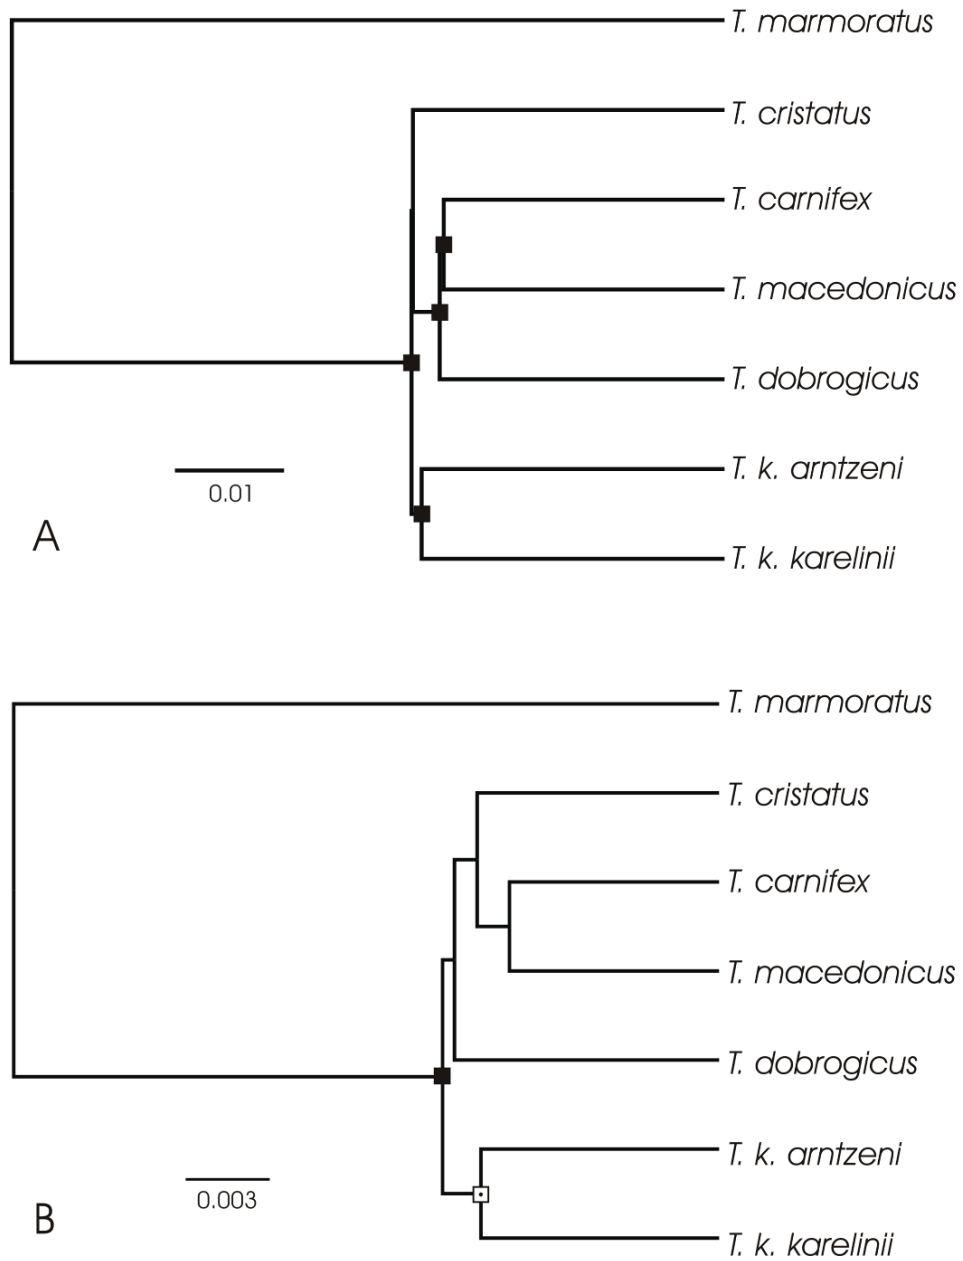 T. marmoratus
T. cristatus
T. carnifex
T. macedonicus
T. dobrogicus
T. k. arntzeni
0.01
A
T. k. karelinii
T. marmoratus
T. cristatus
T. carnifex
T. macedonicus
T. dobrogicus
T. k. arntzeni
0.003
B
T. k. karelinii